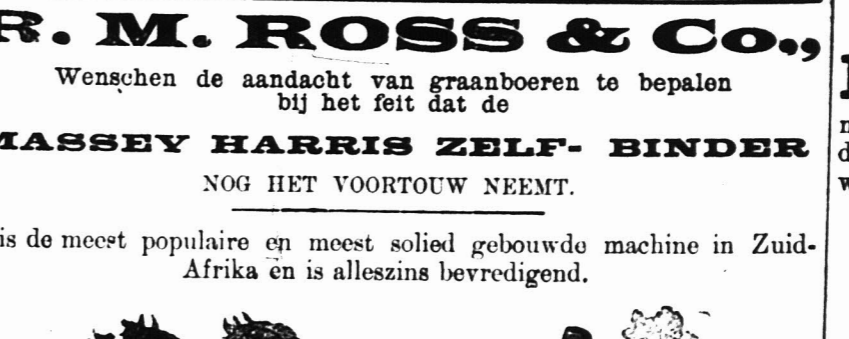 R. M. ROSS & Co.,
Wenschen de aandacht van graanboeren te bepalen
bij het feit dat de
MASSEY HARRIS ZELF- BINDER
NOG HET VOORTOUW NEEMT.
is de meest populaire en meest solied gebouwde machine in Zuid-
Afrika en is alleszins bevredigend.